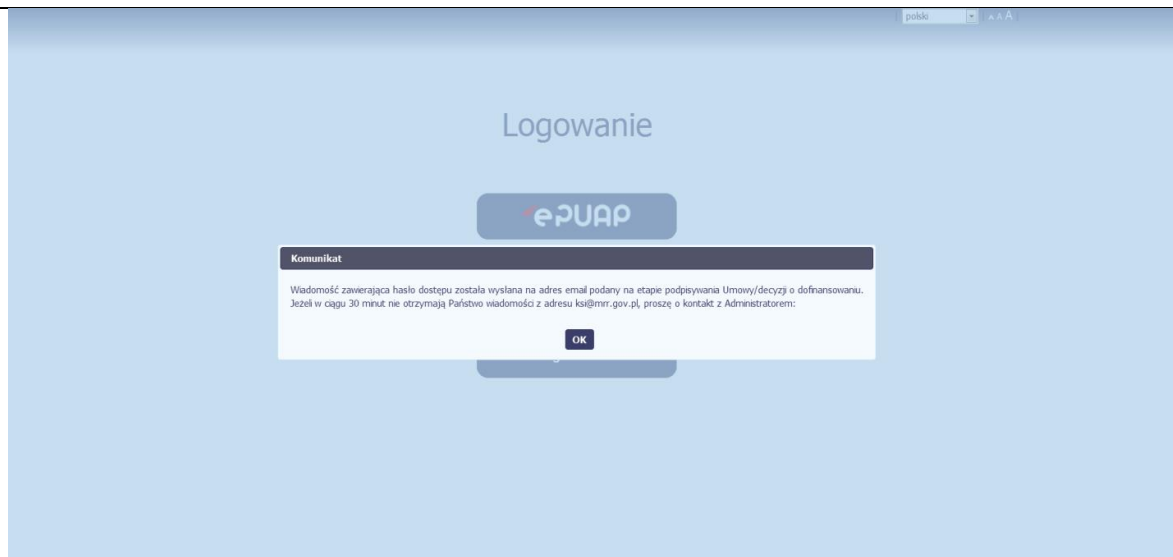 polski
A A A
Logowanie
ePUAP
Komunikat
Wiadomość zawierająca hasło dostępu została wysłana na adres email podany na etapie podpisywania Umowy/decyzji o dofinansowaniu.
Jeżeli w ciągu 30 minut nie otrzymają Państwo wiadomości z adresu ksi@mrr.gov.pl, proszę o kontakt z Administratorem:
OK